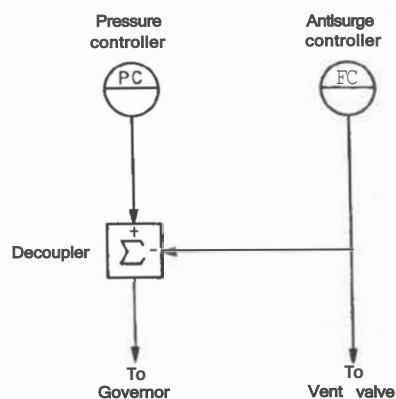 Pressure
controller
Antisurge
controller
PC
FC
Decoupler
+
Σ -
To
Governor
To
Vent valve